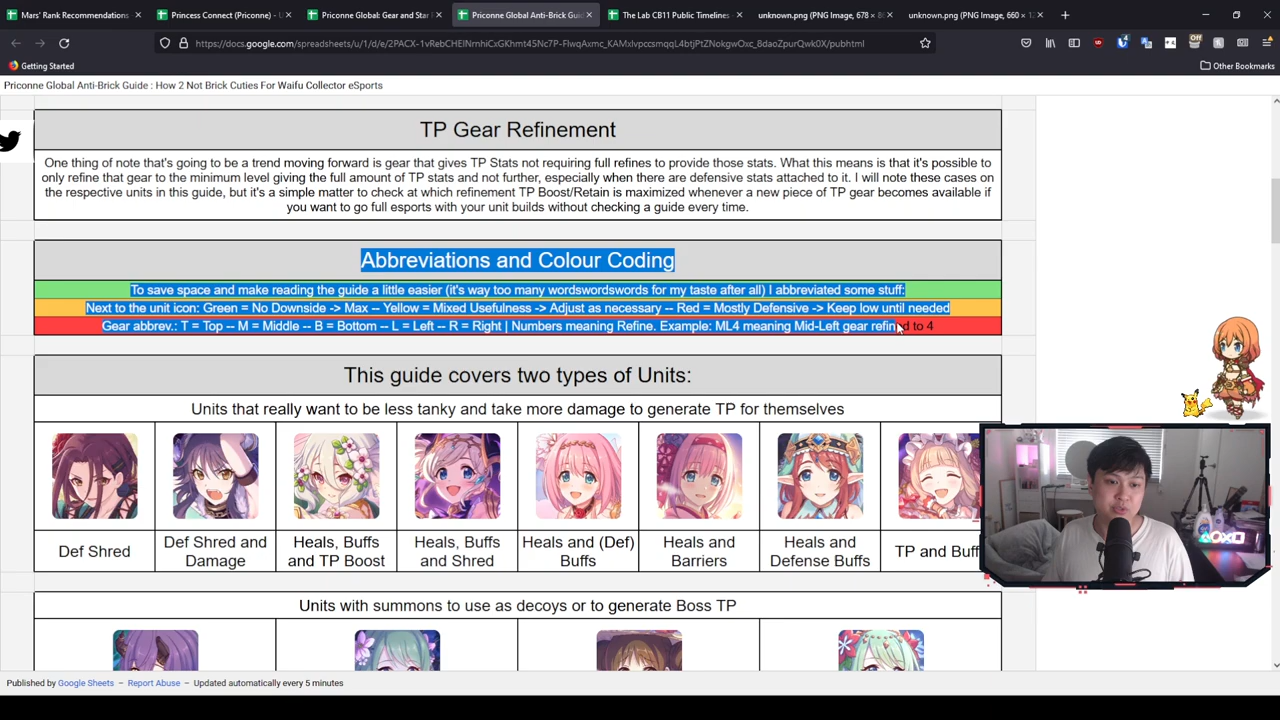 Mars' Rank Recommendations
Princess Connect (Priconne) - U
Priconne Global: Gear and Star
Priconne Global Anti-Brick Guid
The Lab CB11 Public Timelines
unknown.png (PNG Image, 678 × 8
unknown.png (PNG Image, 660 × 1
Getting Started
Other Bookmarks
Priconne Global Anti-Brick Guide : How 2 Not Brick Cuties For Waifu Collector eSports
TP Gear Refinement
One thing of note that's going to be a trend moving forward is gear that gives TP Stats not requiring full refines to provide those stats. What this means is that it's possible to
only refine that gear to the minimum level giving the full amount of TP stats and not further, especially when there are defensive stats attached to it. I will note these cases on
the respective units in this guide, but it's a simple matter to check at which refinement TP Boost/Retain is maximized whenever a new piece of TP gear becomes available if
you want to go full esports with your unit builds without checking a guide every time.
Abbreviations and Colour Coding
To save space and make reading the guide a little easier (it's way too many wordswordswords for my taste after all) I abbreviated some stuff:
Next to the unit icon: Green = No Downside -> Max -- Yellow = Mixed Usefulness -> Adjust as necessary -- Red = Mostly Defensive -> Keep low until needed
Gear abbrev.: T = Top -- M = Middle -- B = Bottom -- L = Left -- R = Right | Numbers meaning Refine. Example: ML4 meaning Mid-Left gear refined to 4
This guide covers two types of Units:
Units that really want to be less tanky and take more damage to generate TP for themselves
Def Shred
Def Shred and
Damage
Heals, Buffs
and TP Boost
Heals, Buffs
and Shred
Heals and (Def)
Buffs
Heals and
Barriers
Heals and
Defense Buffs
TP and Buff
Units with summons to use as decoys or to generate Boss TP
Published by Google Sheets – Report Abuse – Updated automatically every 5 minutes